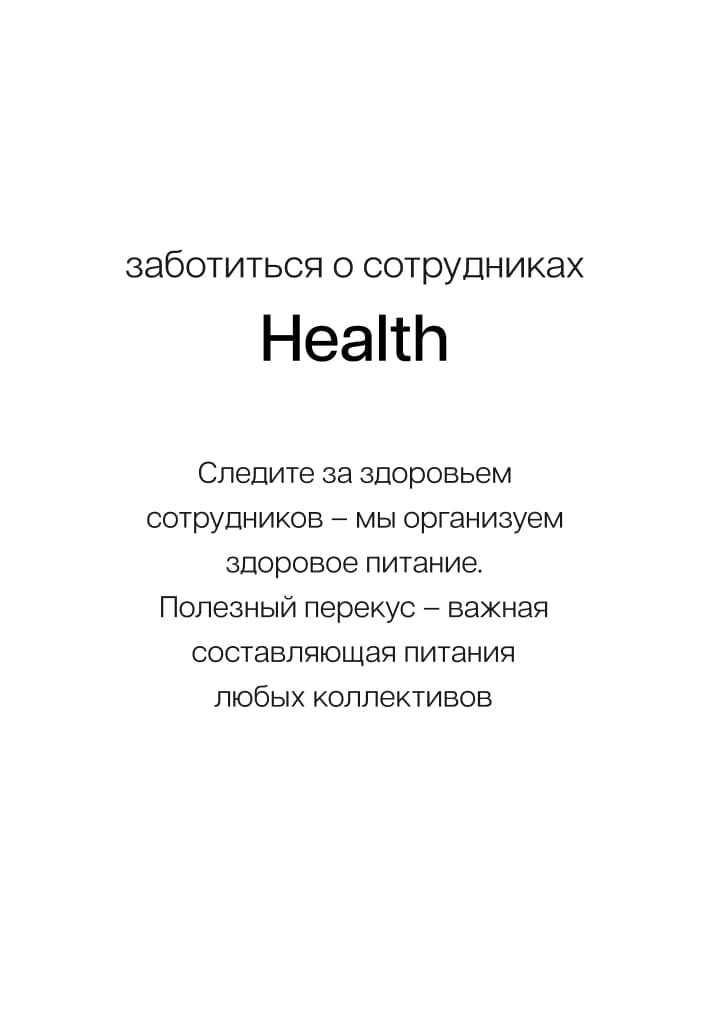 заботиться о сотрудниках
Health
Следите за здоровьем
сотрудников – мы организуем
здоровое питание.
Полезный перекус – важная
составляющая питания
любых коллективов